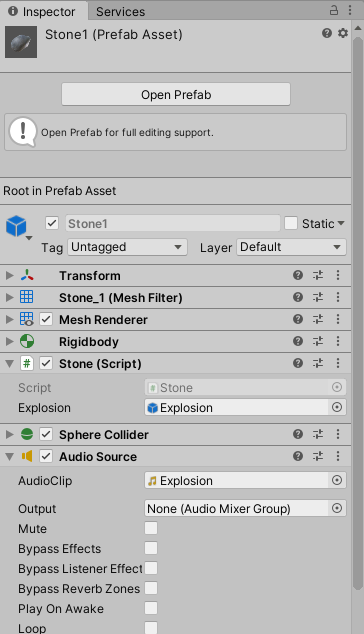 Inspector Services
Stone1 (Prefab Asset)
Open Prefab
Open Prefab for full editing support.
Root in Prefab Asset
Stone1 Static
Tag Untagged Layer Default
Transform
Stone_1 (Mesh Filter)
Mesh Renderer
Rigidbody
Stone (Script)
Script Stone
Explosion Explosion
Sphere Collider
Audio Source
AudioClip Explosion
Output None (Audio Mixer Group)
Mute
Bypass Effects
Bypass Listener Effect
Bypass Reverb Zones
Play On Awake
Loop